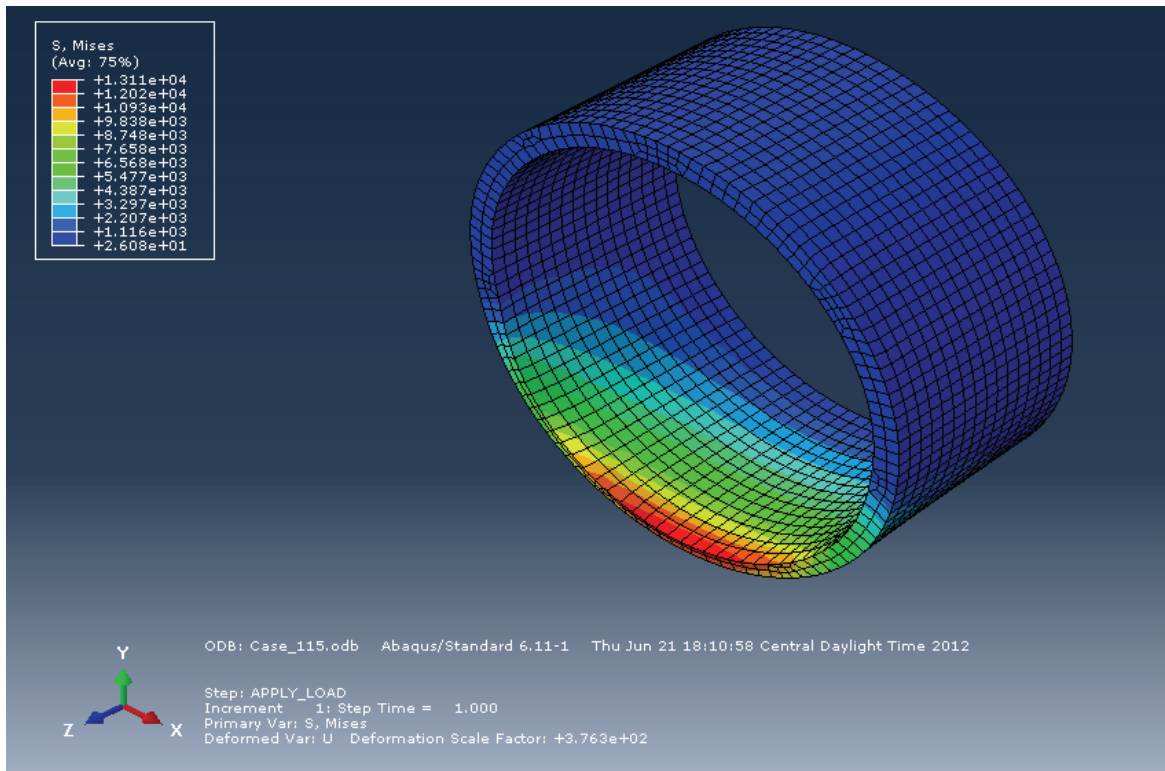 S, Mises
(Avg: 75%)
+1.311e+04
+1.202e+04
+1.093e+04
+9.838e+03
+8.748e+03
+7.658e+03
+6.568e+03
+5.477e+03
+4.387e+03
+3.297e+03
+2.207e+03
+1.116e+03
+2.608e+01
ODB: Case_115.odb Abaqus/Standard 6.11-1 Thu Jun 21 18:10:58 Central Daylight Time 2012
Y
Z
X
Step: APPLY_LOAD
Increment 1: Step Time = 1.000
Primary Var: S, Mises
Deformed Var: U Deformation Scale Factor: +3.763e+02